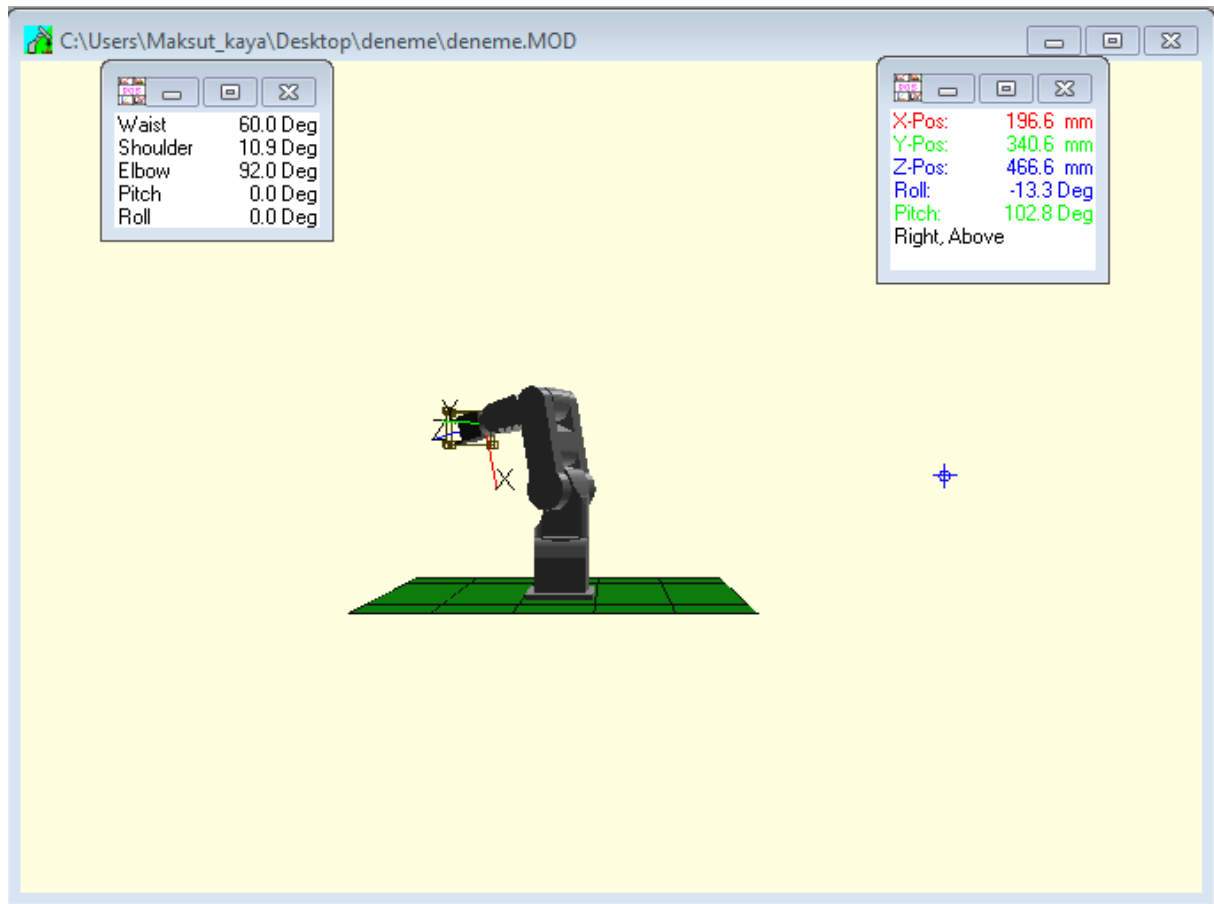 C:\Users\Maksut_kaya\Desktop\deneme\deneme.MOD
Waist 60.0 Deg
Shoulder 10.9 Deg
Elbow 92.0 Deg
Pitch 0.0 Deg
Roll 0.0 Deg
X-Pos: 196.6 mm
Y-Pos: 340.6 mm
Z-Pos: 466.6 mm
Roll: -13.3 Deg
Pitch: 102.8 Deg
Right, Above
X